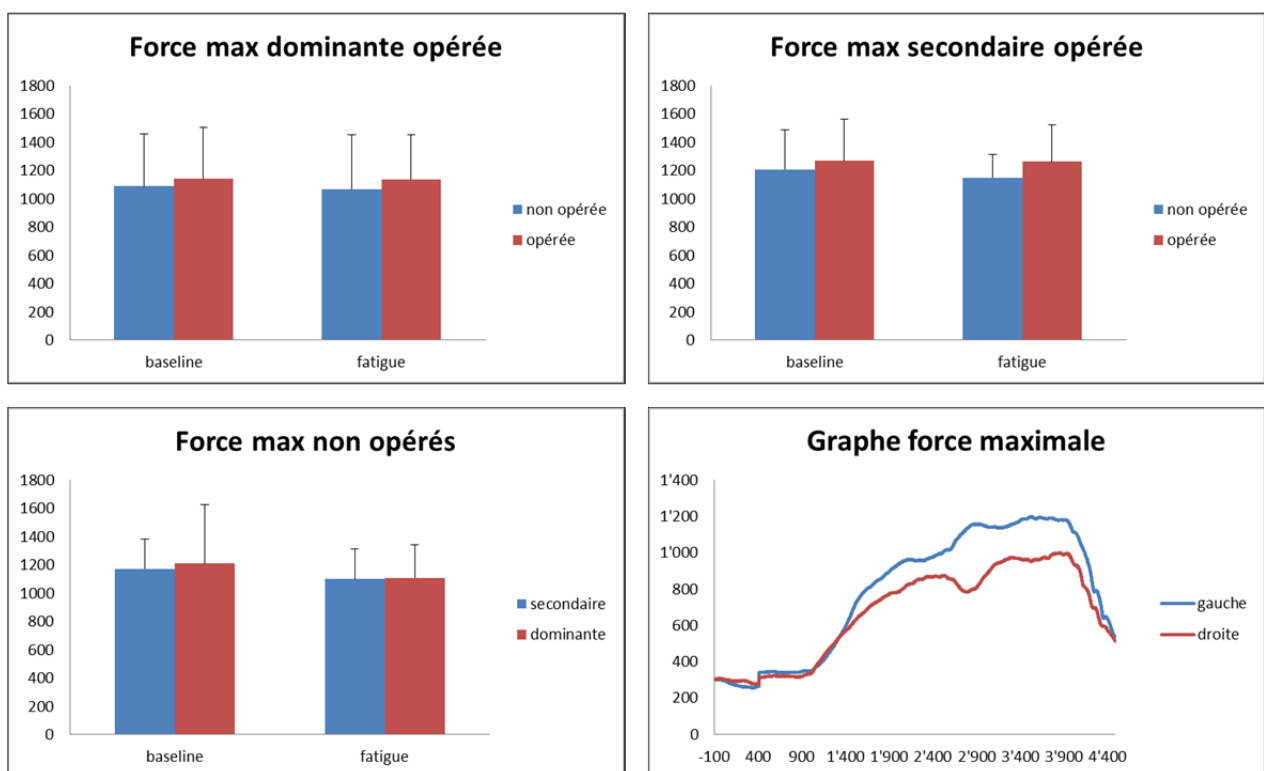 Force max dominante opérée
1800
1600
1400
1200
1000
800
600
400
200
0
baseline fatigue
non opérée
opérée
Force max secondaire opérée
1800
1600
1400
1200
1000
800
600
400
200
0
baseline fatigue
non opérée
opérée
Force max non opérés
1800
1600
1400
1200
1000
800
600
400
200
0
baseline fatigue
secondaire
dominante
Graphe force maximale
1'400
1'200
1'000
800
600
400
200
0
-100 400 900 1'400 1'900 2'400 2'900 3'400 3'900 4'400
gauche
droite